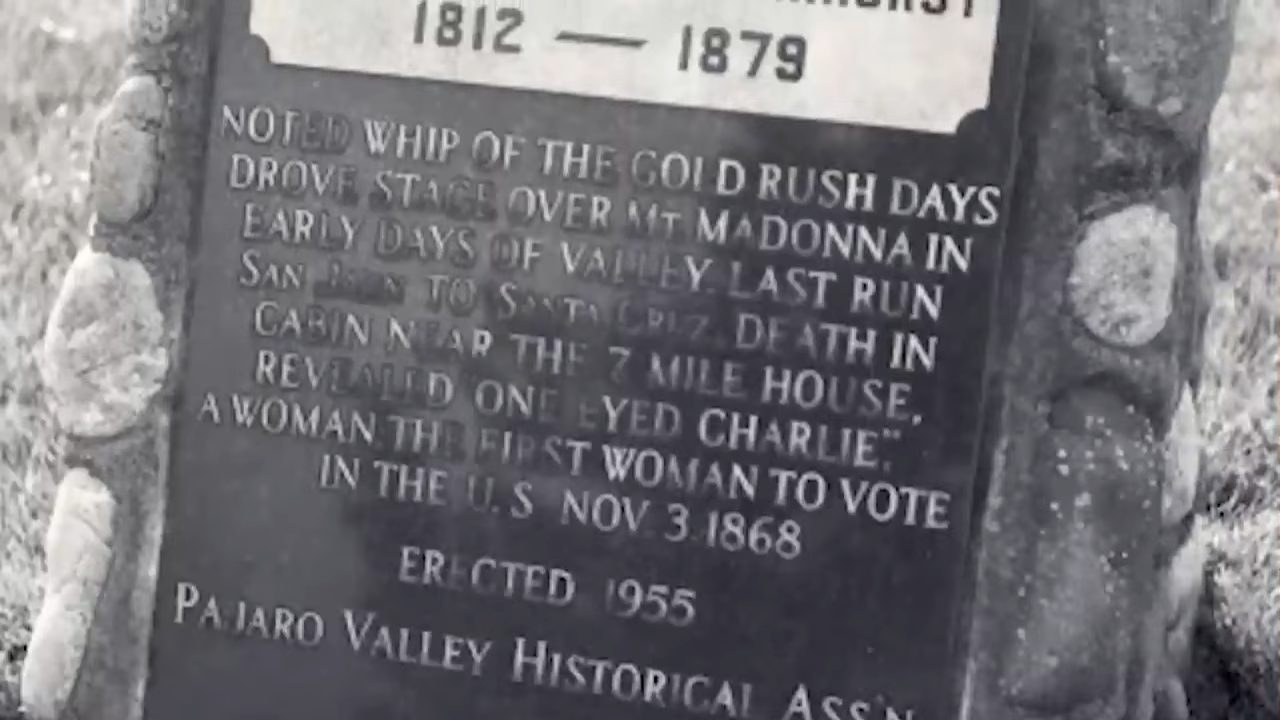 1812 — 1879
NOTED WHIP OF THE GOLD RUSH DAYS
DROVE STAGE OVER MT. MADONNA IN
EARLY DAYS OF VALLEY. LAST RUN
SAN JUAN TO SANTA CRUZ. DEATH IN
CABIN NEAR THE 7 MILE HOUSE,
REVEALED ONE EYED CHARLIE"
A WOMAN THE FIRST WOMAN TO VOTE
IN THE U.S NOV. 3 1868
ERECTED 1955
PAJARO VALLEY HISTORICAL ASS'N